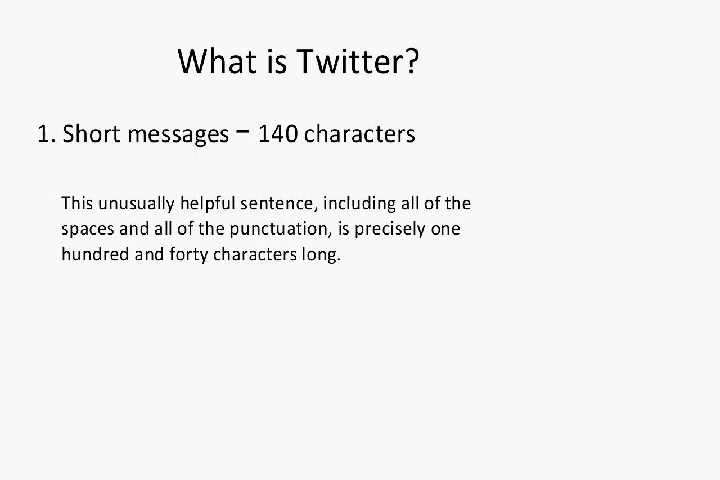 What is Twitter?
1. Short messages – 140 characters
This unusually helpful sentence, including all of the
spaces and all of the punctuation, is precisely one
hundred and forty characters long.